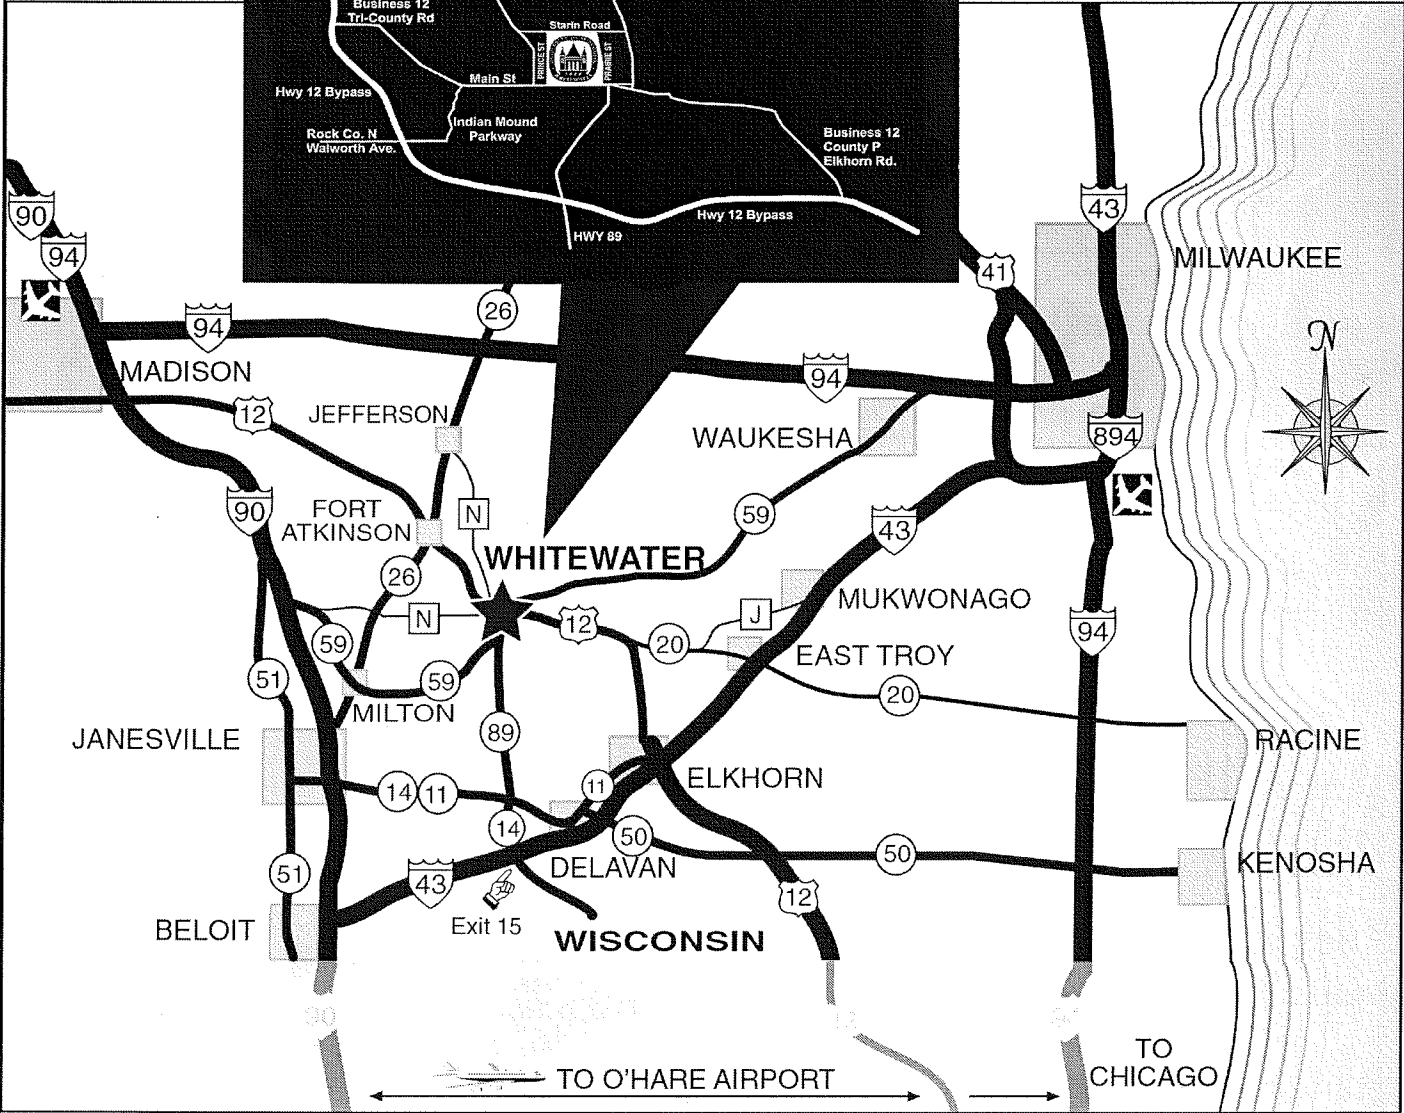 Business 12
Tri-County Rd
Starin Road
PRINCE ST
PRAIRIE ST
Main St
Hwy 12 Bypass
Indian Mound
Parkway
Rock Co. N
Walworth Ave.
Business 12
County P
Elkhorn Rd.
Hwy 12 Bypass
HWY 89
90
94
43
41
MILWAUKEE
26
94
N
MADISON
94
12
JEFFERSON
WAUKESHA
894
90
FORT
ATKINSON
N
59
43
WHITEWATER
26
MUKWONAGO
N
12
J
94
59
20
EAST TROY
51
59
20
MILTON
89
JANESVILLE
RACINE
14
11
11
ELKHORN
14
50
50
DELAVAN
KENOSHA
51
43
12
Exit 15
BELOIT
WISCONSIN
90
12
TO
CHICAGO
TO O'HARE AIRPORT